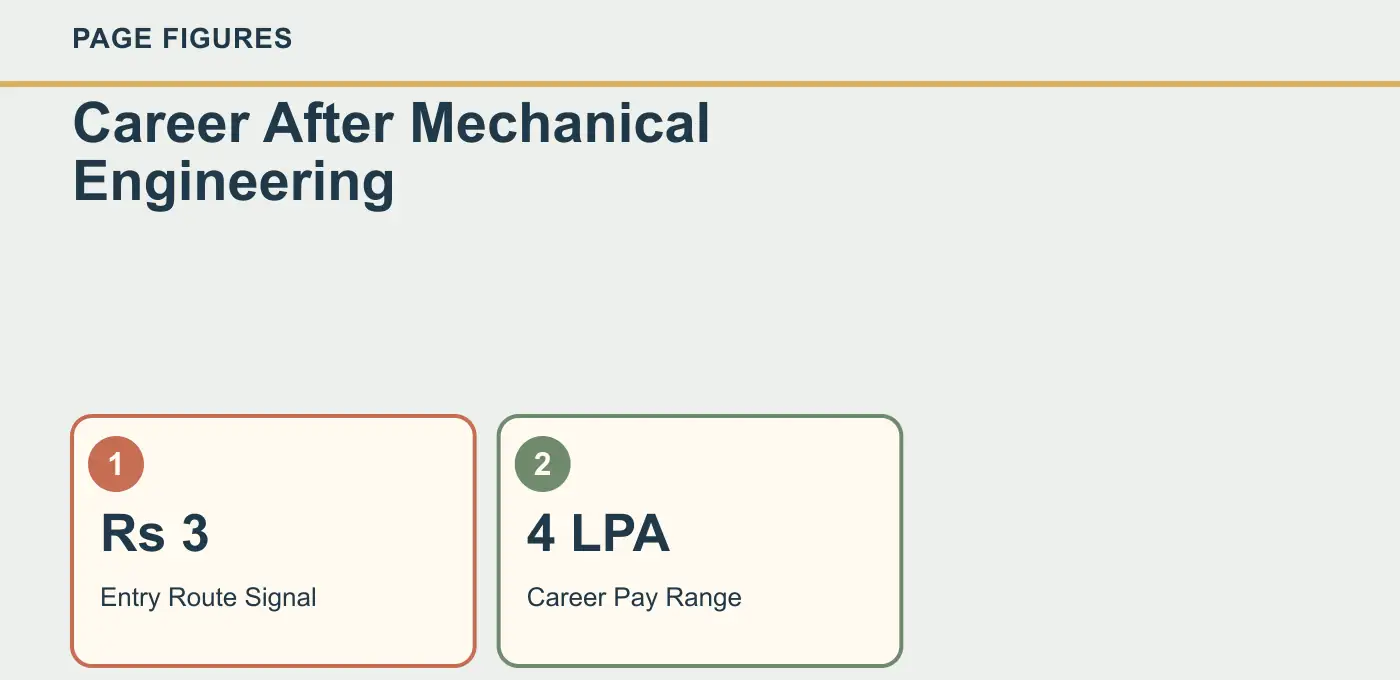 PAGE FIGURES
Career After Mechanical
Engineering
1
Rs 3
Entry Route Signal
2
4 LPA
Career Pay Range